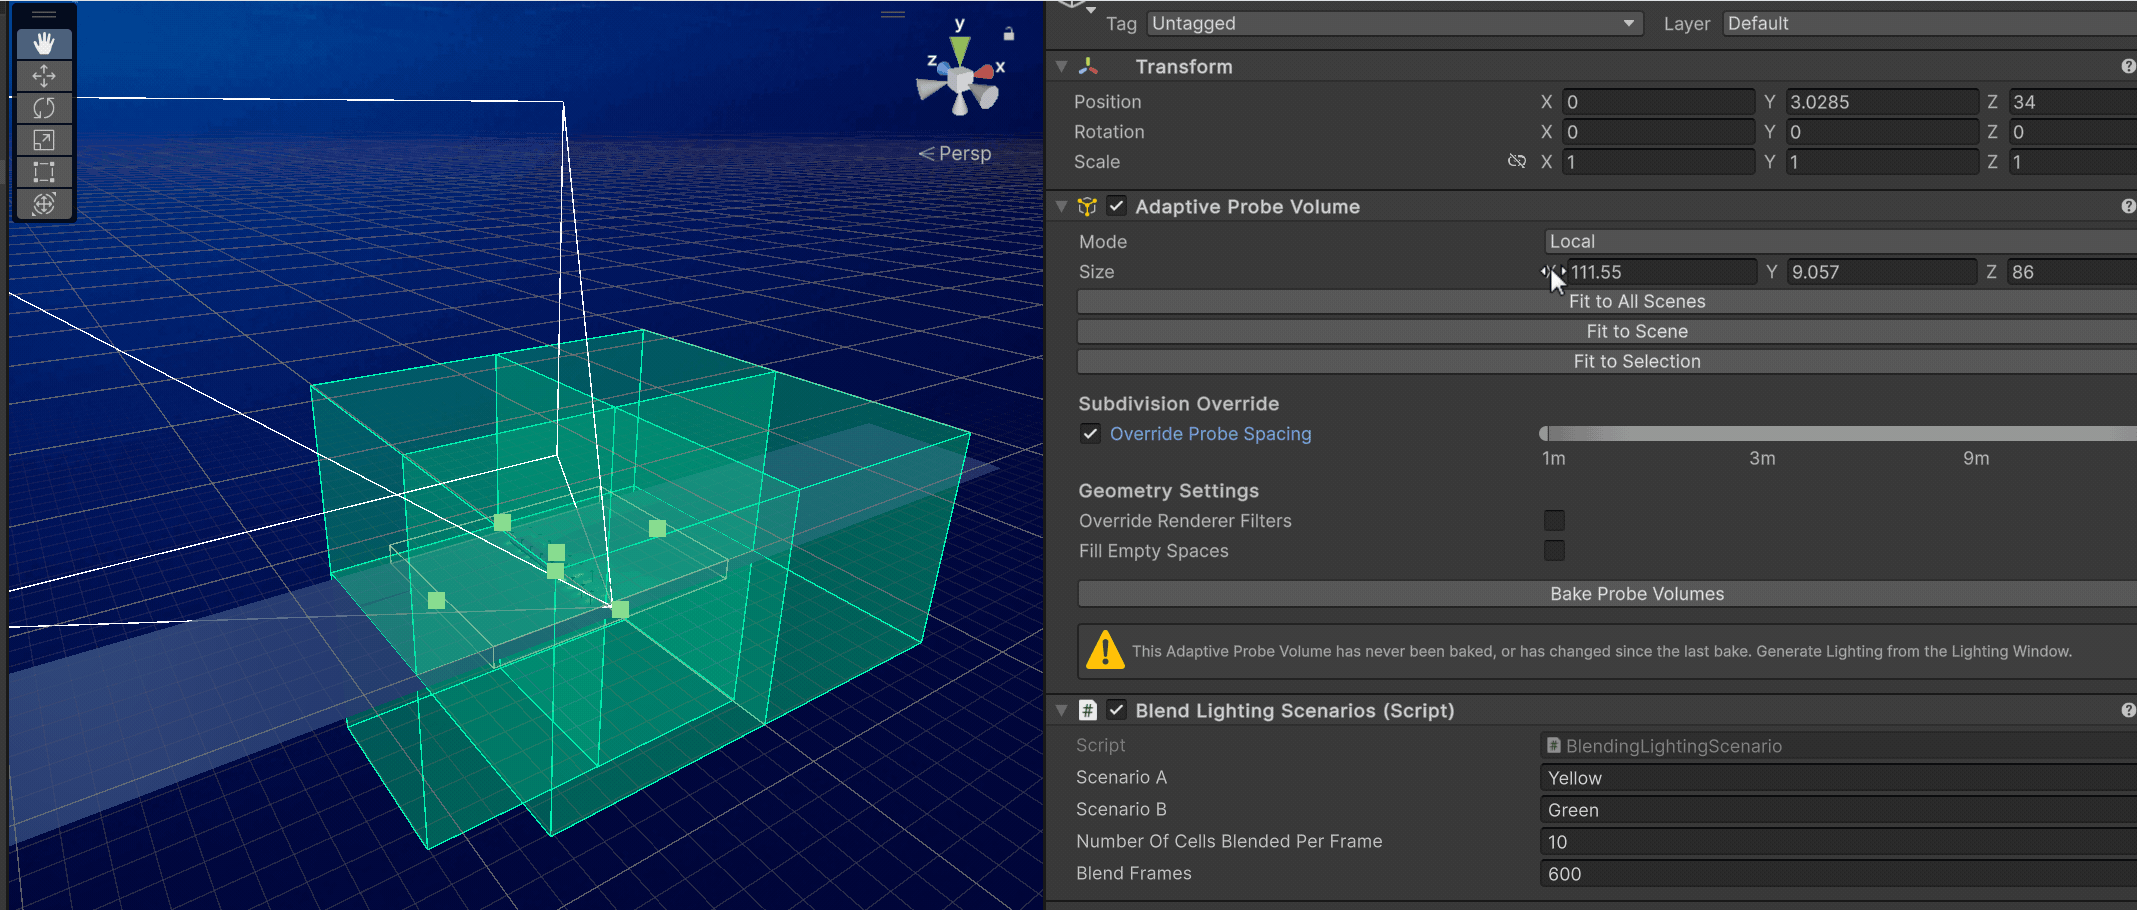 y
z
x
Persp
Tag Untagged Layer Default
Transform
Position X 0 Y 3.0285 Z 34
Rotation X 0 Y 0 Z 0
Scale X 1 Y 1 Z 1
Adaptive Probe Volume
Mode Local
Size 111.55 Y 9.057 Z 86
Fit to All Scenes
Fit to Scene
Fit to Selection
Subdivision Override
Override Probe Spacing
1m 3m 9m
Geometry Settings
Override Renderer Filters
Fill Empty Spaces
Bake Probe Volumes
This Adaptive Probe Volume has never been baked, or has changed since the last bake. Generate Lighting from the Lighting Window.
# Blend Lighting Scenarios (Script)
Script # BlendingLightingScenario
Scenario A Yellow
Scenario B Green
Number Of Cells Blended Per Frame 10
Blend Frames 600